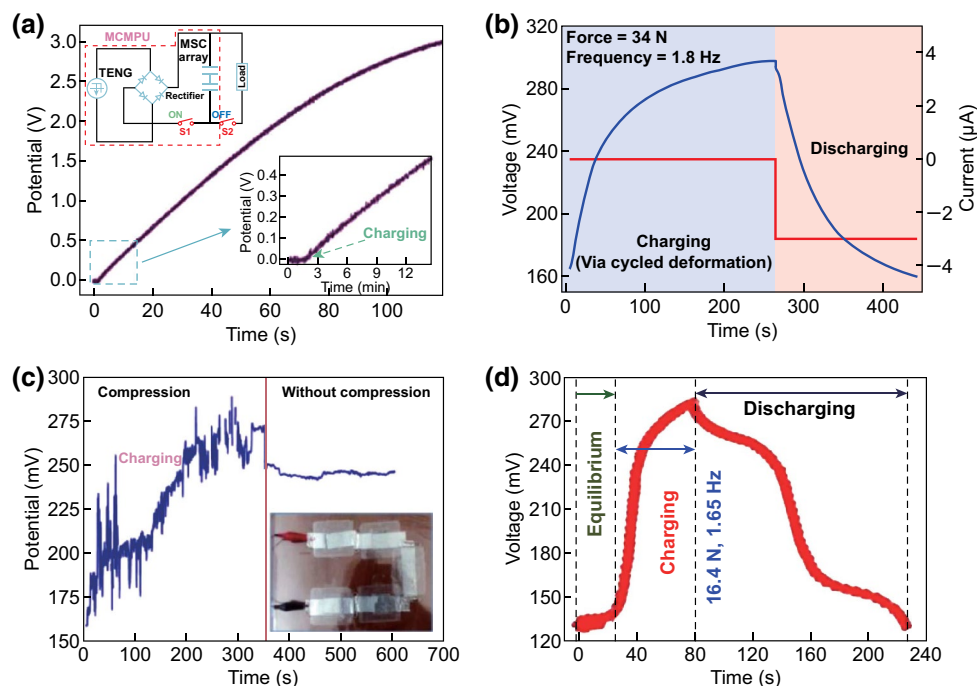 (a)
3.0
2.5
2.0
1.5
1.0
0.5
0.0
Potential (V)
MCMPU
MSC
array
TENG
Rectifier
Load
ON
OFF
S1
S2
0.4
0.3
0.2
0.1
0.0
Potential (V)
Charging
0 3 6 9 12
Time (min)
0 20 40 60 80 100
Time (s)
(b)
Force = 34 N
Frequency = 1.8 Hz
320
280
240
200
160
Voltage (mV)
Charging
(Via cycled deformation)
Discharging
4
2
0
−2
−4
Current (µA)
0 100 200 300 400
Time (s)
(c)
Compression
Without compression
Charging
300
275
250
225
200
175
150
Potential (mV)
0 100 200 300 400 500 600 700
Time (s)
(d)
300
270
240
210
180
150
120
Voltage (mV)
Equilibrium
Charging
16.4 N, 1.65 Hz
Discharging
0 40 80 120 160 200 240
Time (s)